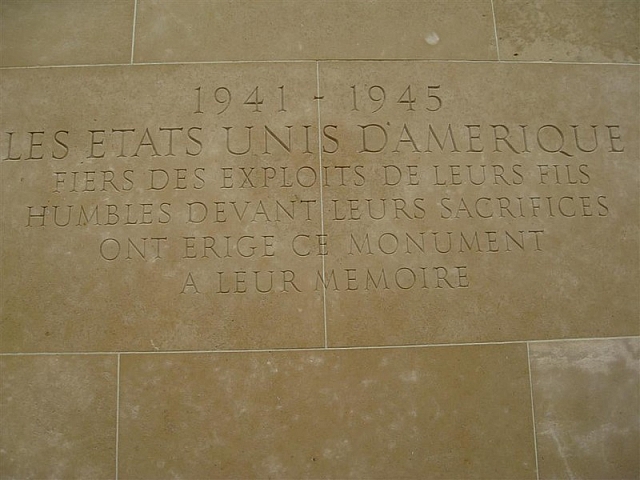 1941 - 1945
LES ETATS UNIS D'AMERIQUE
FIERS DES EXPLOITS DE LEURS FILS
HUMBLES DEVANT LEURS SACRIFICES
ONT ERIGE CE MONUMENT
A LEUR MEMOIRE